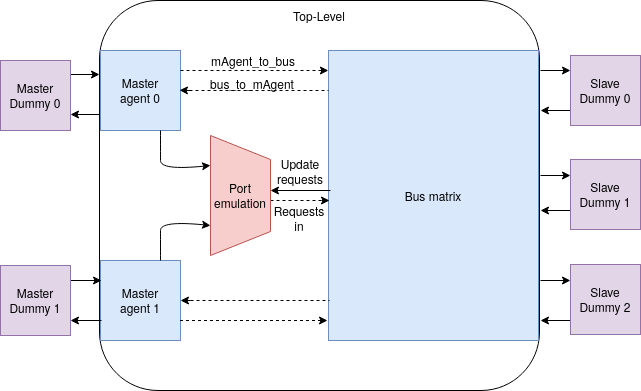 Top-Level
Master
Dummy 0
Master
agent 0
mAgent_to_bus
bus_to_mAgent
Slave
Dummy 0
Port
emulation
Update
requests
Requests
in
Bus matrix
Slave
Dummy 1
Master
Dummy 1
Master
agent 1
Slave
Dummy 2